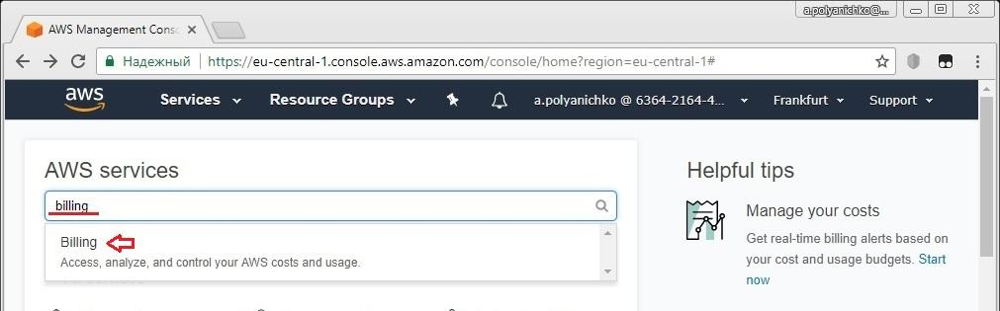 a.polyanichko@...
AWS Management Conso
Надежный https://eu-central-1.console.aws.amazon.com/console/home?region=eu-central-1#
aws Services Resource Groups a.polyanichko @ 6364-2164-4... Frankfurt Support
AWS services
billing
Billing
Access, analyze, and control your AWS costs and usage.
Helpful tips
Manage your costs
Get real-time billing alerts based on
your cost and usage budgets. Start
now